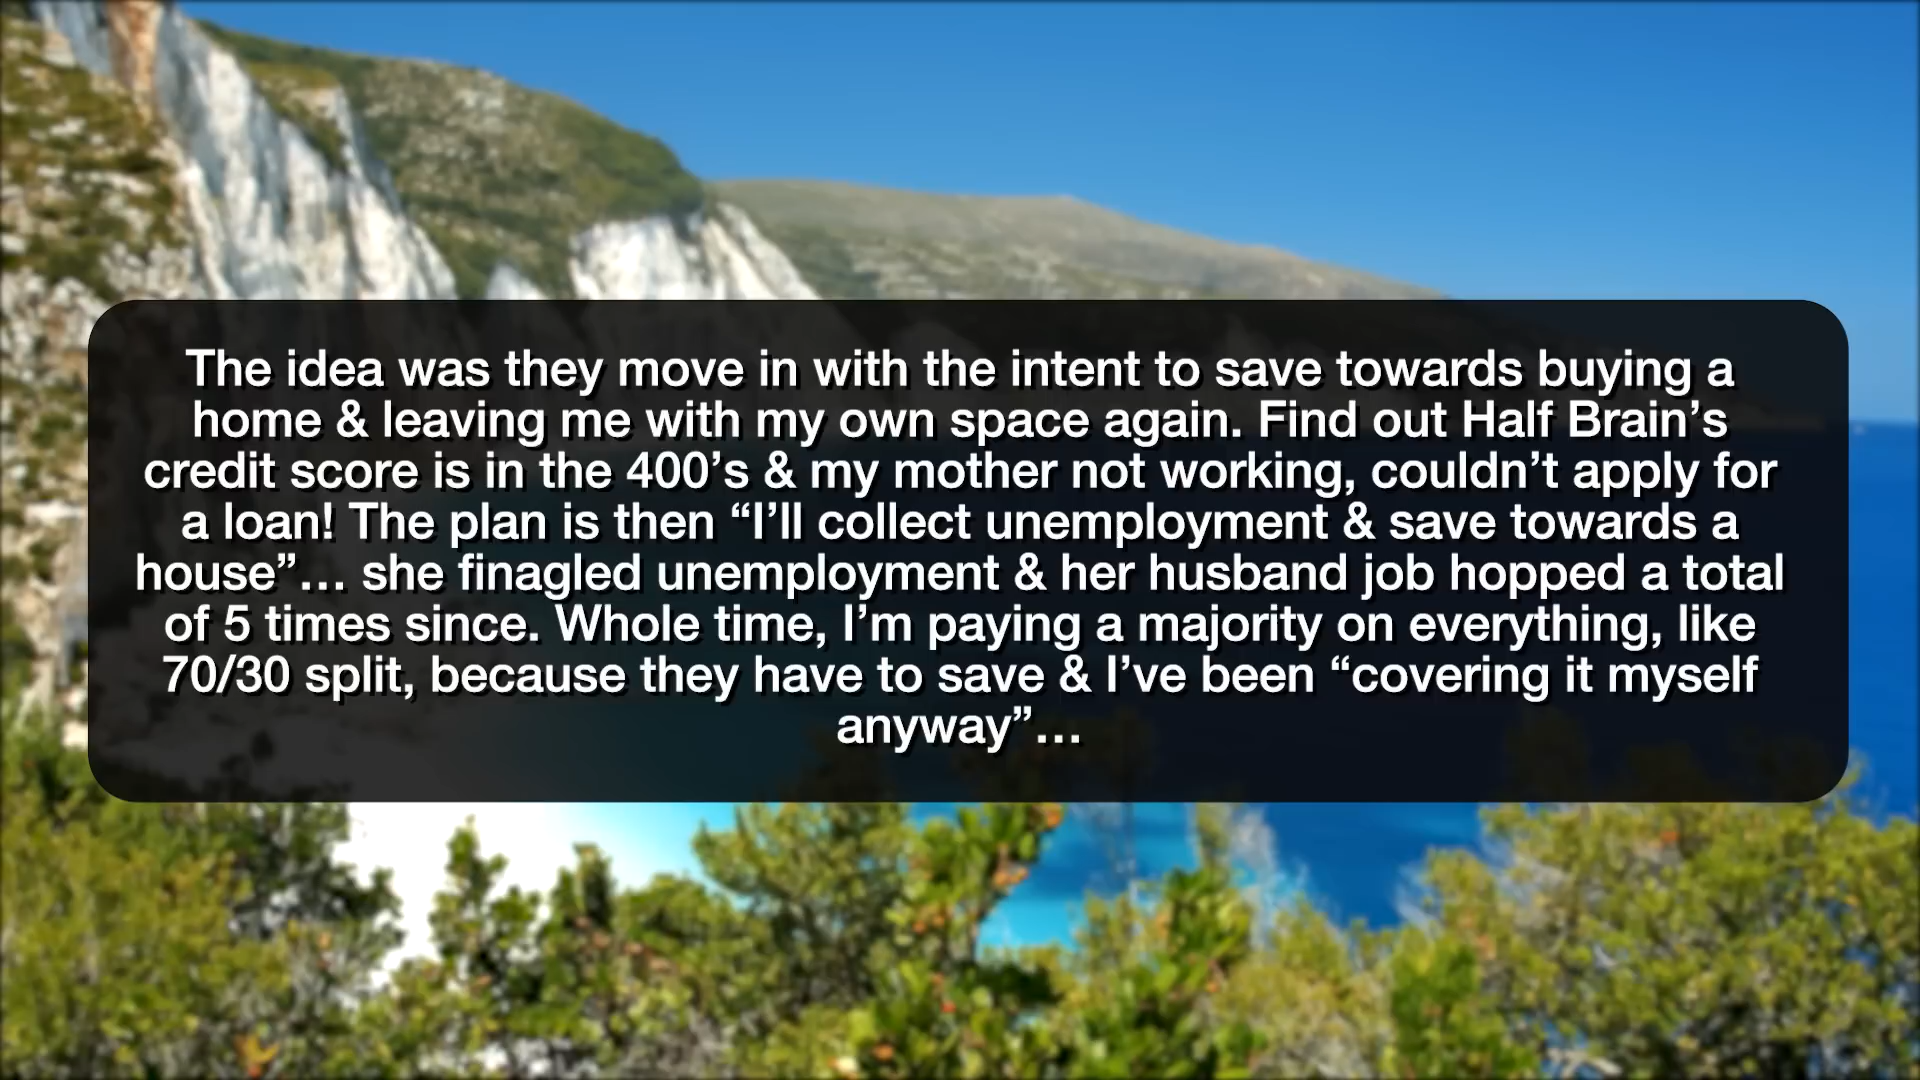 The idea was they move in with the intent to save towards buying a
home & leaving me with my own space again. Find out Half Brain’s
credit score is in the 400’s & my mother not working, couldn’t apply for
a loan! The plan is then “I’ll collect unemployment & save towards a
house”… she finagled unemployment & her husband job hopped a total
of 5 times since. Whole time, I’m paying a majority on everything, like
70/30 split, because they have to save & I’ve been “covering it myself
anyway”…